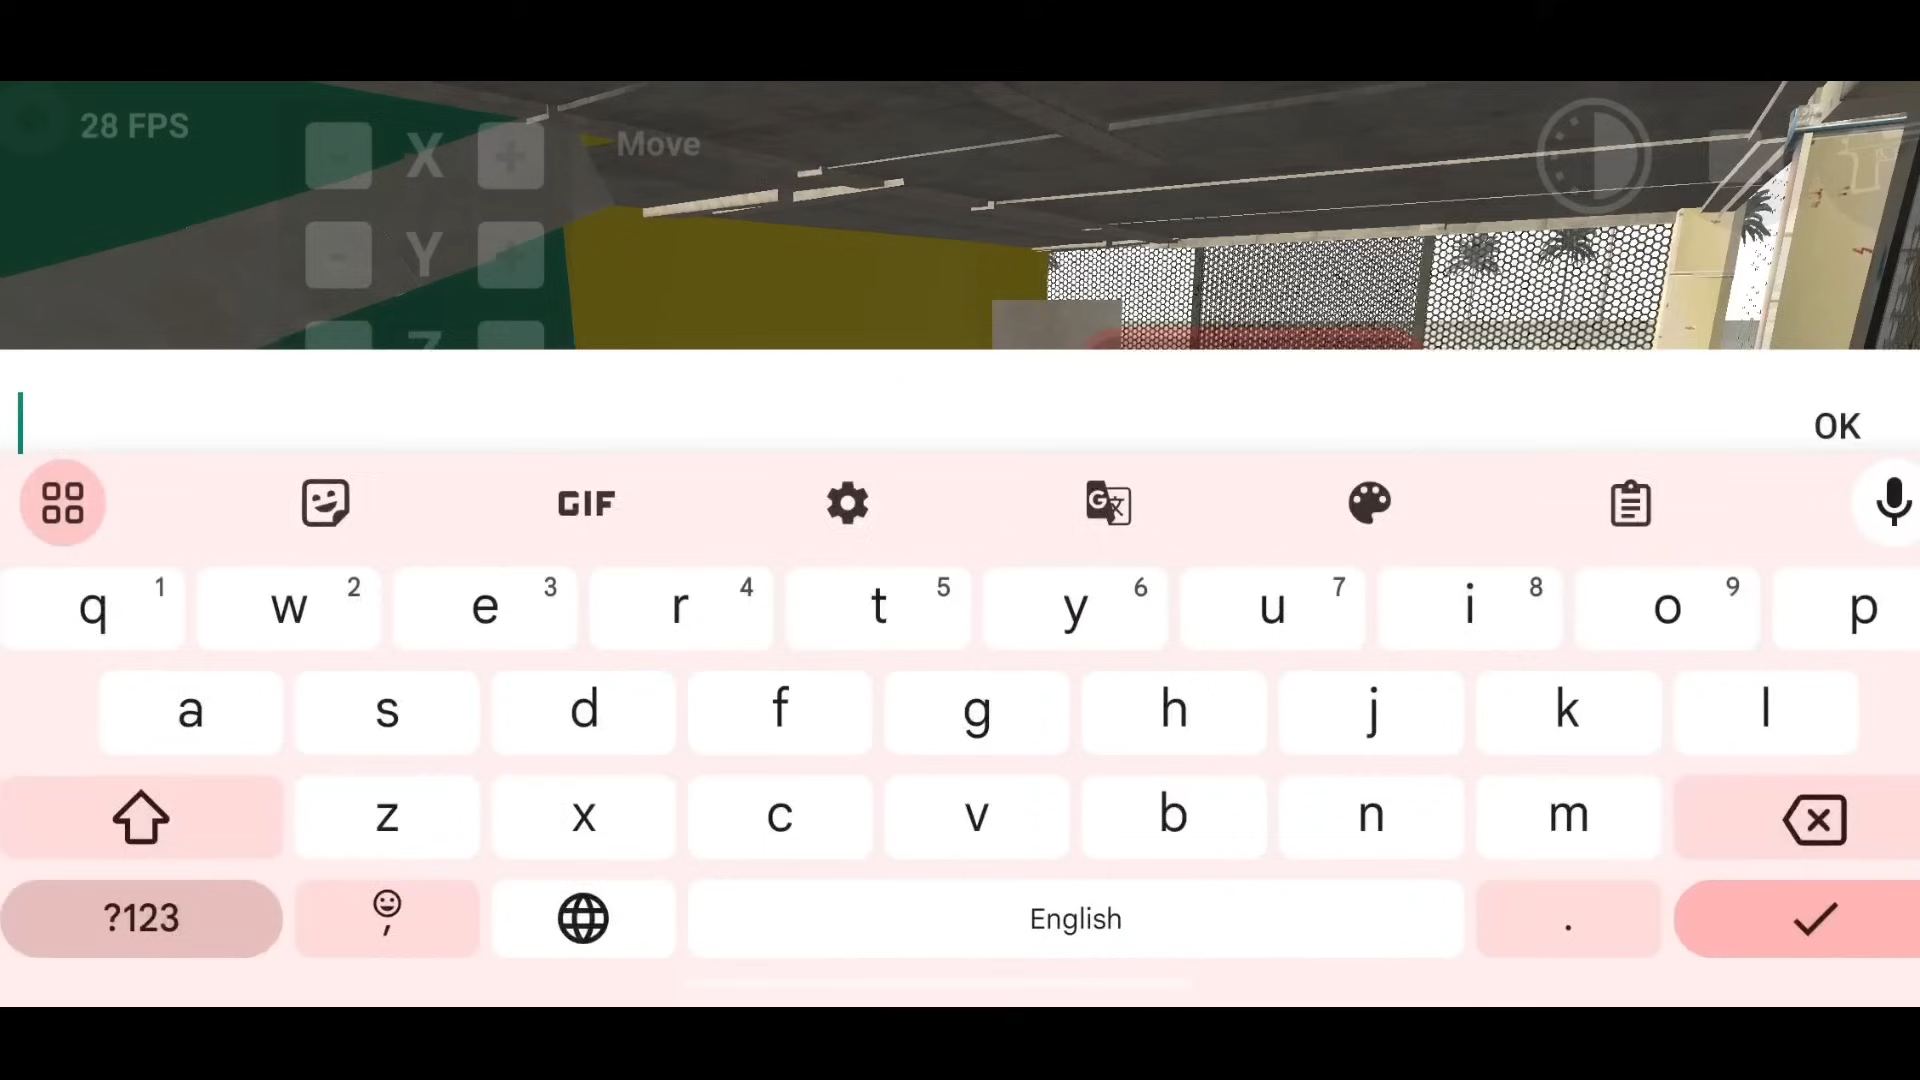 28 FPS
- X + Move
- Y +
Z
OK
GIF
G
q 1 w 2 e 3 r 4 t 5 y 6 u 7 i 8 o 9 p
a s d f g h j k l
z x c v b n m
?123 , English .